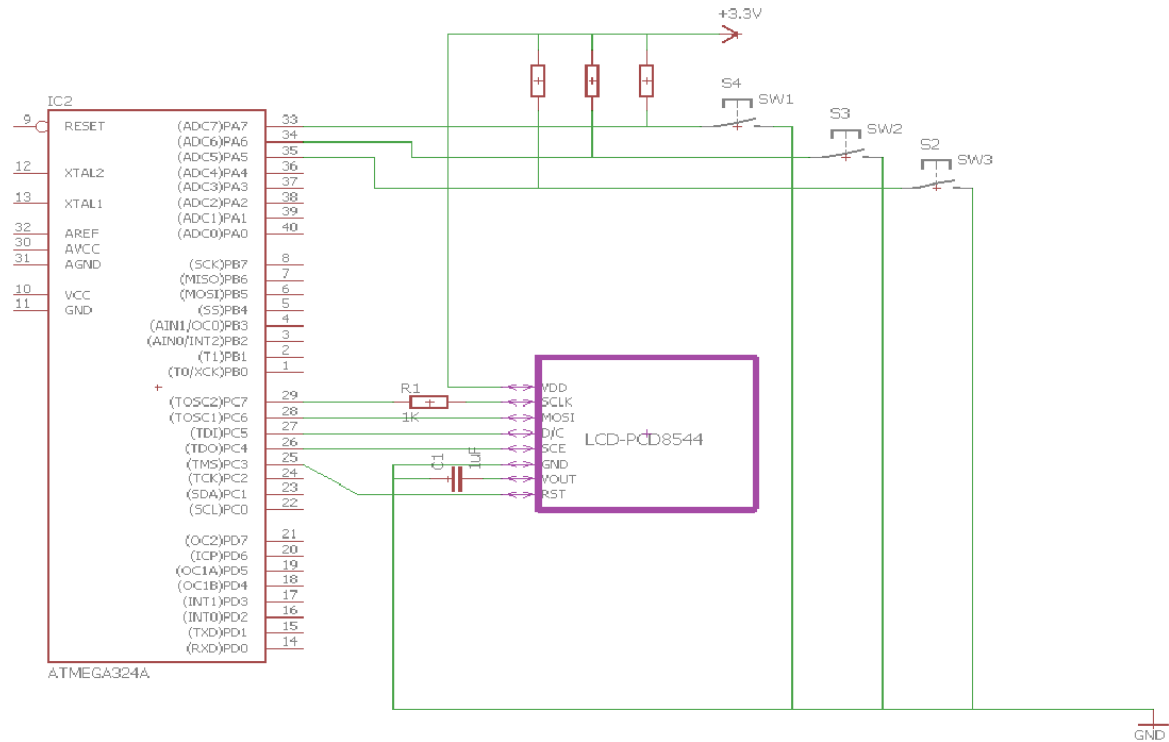 +3.3V
S4
SW1
S3
SW2
S2
SW3
IC2
9 RESET (ADC7)PA7 33
(ADC6)PA6 34
(ADC5)PA5 35
12 XTAL2 (ADC4)PA4 36
(ADC3)PA3 37
13 XTAL1 (ADC2)PA2 38
(ADC1)PA1 39
32 AREF (ADC0)PA0 40
30 AVCC
31 AGND (SCK)PB7 8
(MISO)PB6 7
10 VCC (MOSI)PB5 6
11 GND (SS)PB4 5
(AIN1/OC0)PB3 4
(AIN0/INT2)PB2 3
(T1)PB1 2
(T0/XCK)PB0 1
(TOSC2)PC7 29
(TOSC1)PC6 28
(TDI)PC5 27
(TDO)PC4 26
(TMS)PC3 25
(TCK)PC2 24
(SDA)PC1 23
(SCL)PC0 22
(OC2)PD7 21
(ICP)PD6 20
(OC1A)PD5 19
(OC1B)PD4 18
(INT1)PD3 17
(INT0)PD2 16
(TXD)PD1 15
(RXD)PD0 14
ATMEGA324A
R1
1K
C1
1uF
VDD
SCLK
MOSI
D/C
SCE
GND
VOUT
RST
LCD-PCD8544
GND